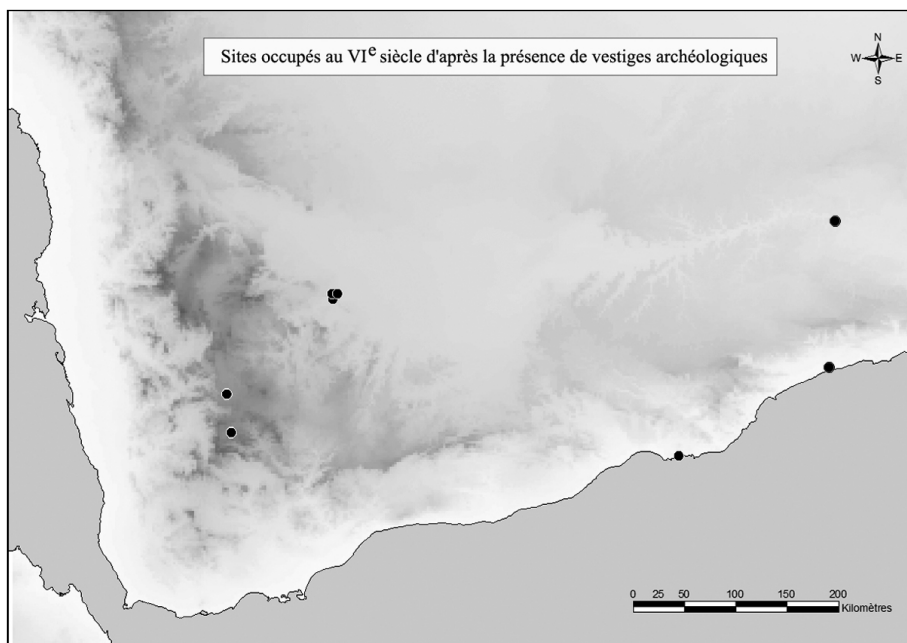 Sites occupés au VIe siècle d'après la présence de vestiges archéologiques
N
W E
S
0 25 50 100 150 200
Kilomètres